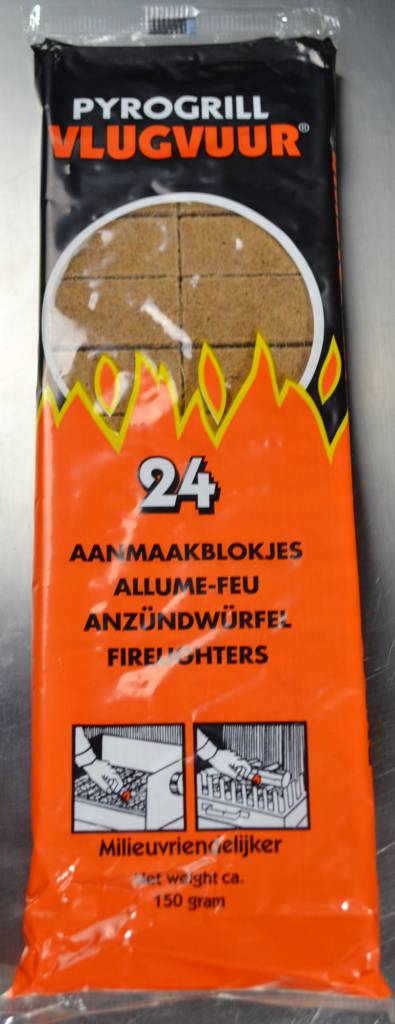 PYROGRILL
VLUGVUUR®
24
AANMAAKBLOKJES
ALLUME-FEU
ANZÜNDWÜRFEL
FIRELIGHTERS
Milieuvriendelijker
Net weight ca.
150 gram